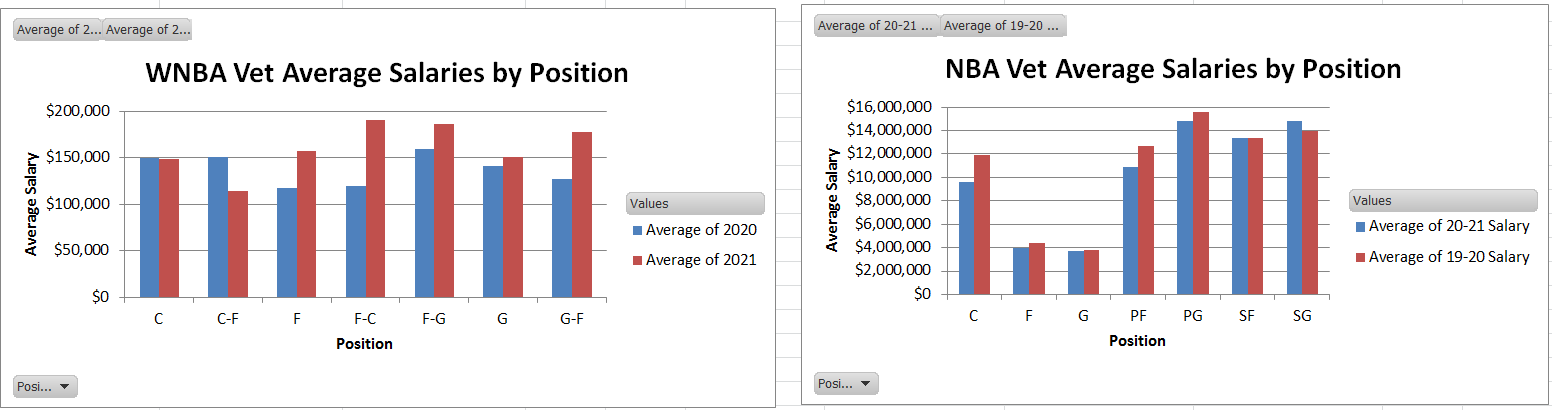 Average of 2... Average of 2...
WNBA Vet Average Salaries by Position
$200,000
$150,000
$100,000
$50,000
$0
Average Salary
C C-F F F-C F-G G G-F
Position
Values
Average of 2020
Average of 2021
Posi...
Average of 20-21 ... Average of 19-20 ...
NBA Vet Average Salaries by Position
$16,000,000
$14,000,000
$12,000,000
$10,000,000
$8,000,000
$6,000,000
$4,000,000
$2,000,000
$0
Average Salary
C F G PF PG SF SG
Position
Values
Average of 20-21 Salary
Average of 19-20 Salary
Posi...